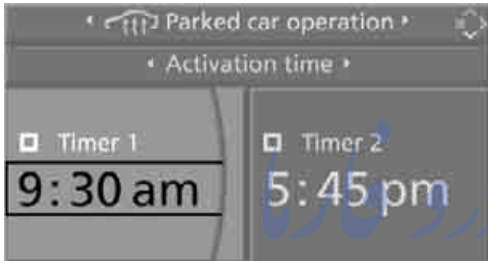 Parked car operation
Activation time
Timer 1
Timer 2
9:30 am
5:45 pm